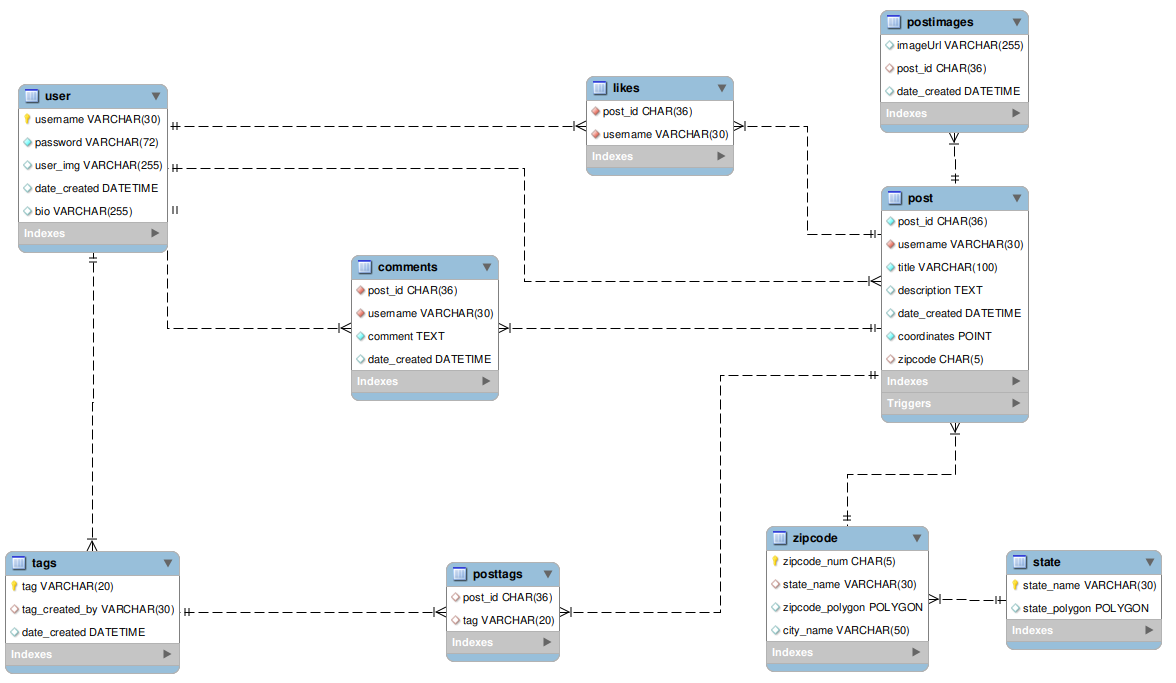 postimages
imageUrl VARCHAR(255)
post_id CHAR(36)
date_created DATETIME
Indexes
user
username VARCHAR(30)
password VARCHAR(72)
user_img VARCHAR(255)
date_created DATETIME
bio VARCHAR(255)
Indexes
likes
post_id CHAR(36)
username VARCHAR(30)
Indexes
post
post_id CHAR(36)
username VARCHAR(30)
title VARCHAR(100)
description TEXT
date_created DATETIME
coordinates POINT
zipcode CHAR(5)
Indexes
Triggers
comments
post_id CHAR(36)
username VARCHAR(30)
comment TEXT
date_created DATETIME
Indexes
tags
tag VARCHAR(20)
tag_created_by VARCHAR(30)
date_created DATETIME
Indexes
posttags
post_id CHAR(36)
tag VARCHAR(20)
Indexes
zipcode
zipcode_num CHAR(5)
state_name VARCHAR(30)
zipcode_polygon POLYGON
city_name VARCHAR(50)
Indexes
state
state_name VARCHAR(30)
state_polygon POLYGON
Indexes